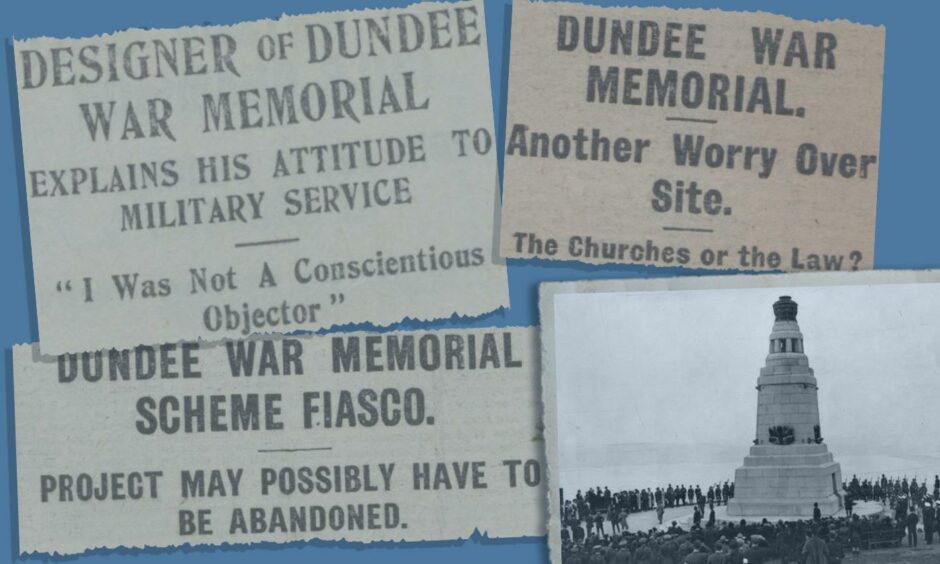 DESIGNER OF DUNDEE
WAR MEMORIAL
EXPLAINS HIS ATTITUDE TO
MILITARY SERVICE
“I Was Not A Conscientious
Objector”
DUNDEE WAR
MEMORIAL.
Another Worry Over
Site.
The Churches or the Law?
DUNDEE WAR MEMORIAL
SCHEME FIASCO.
PROJECT MAY POSSIBLY HAVE TO
BE ABANDONED.